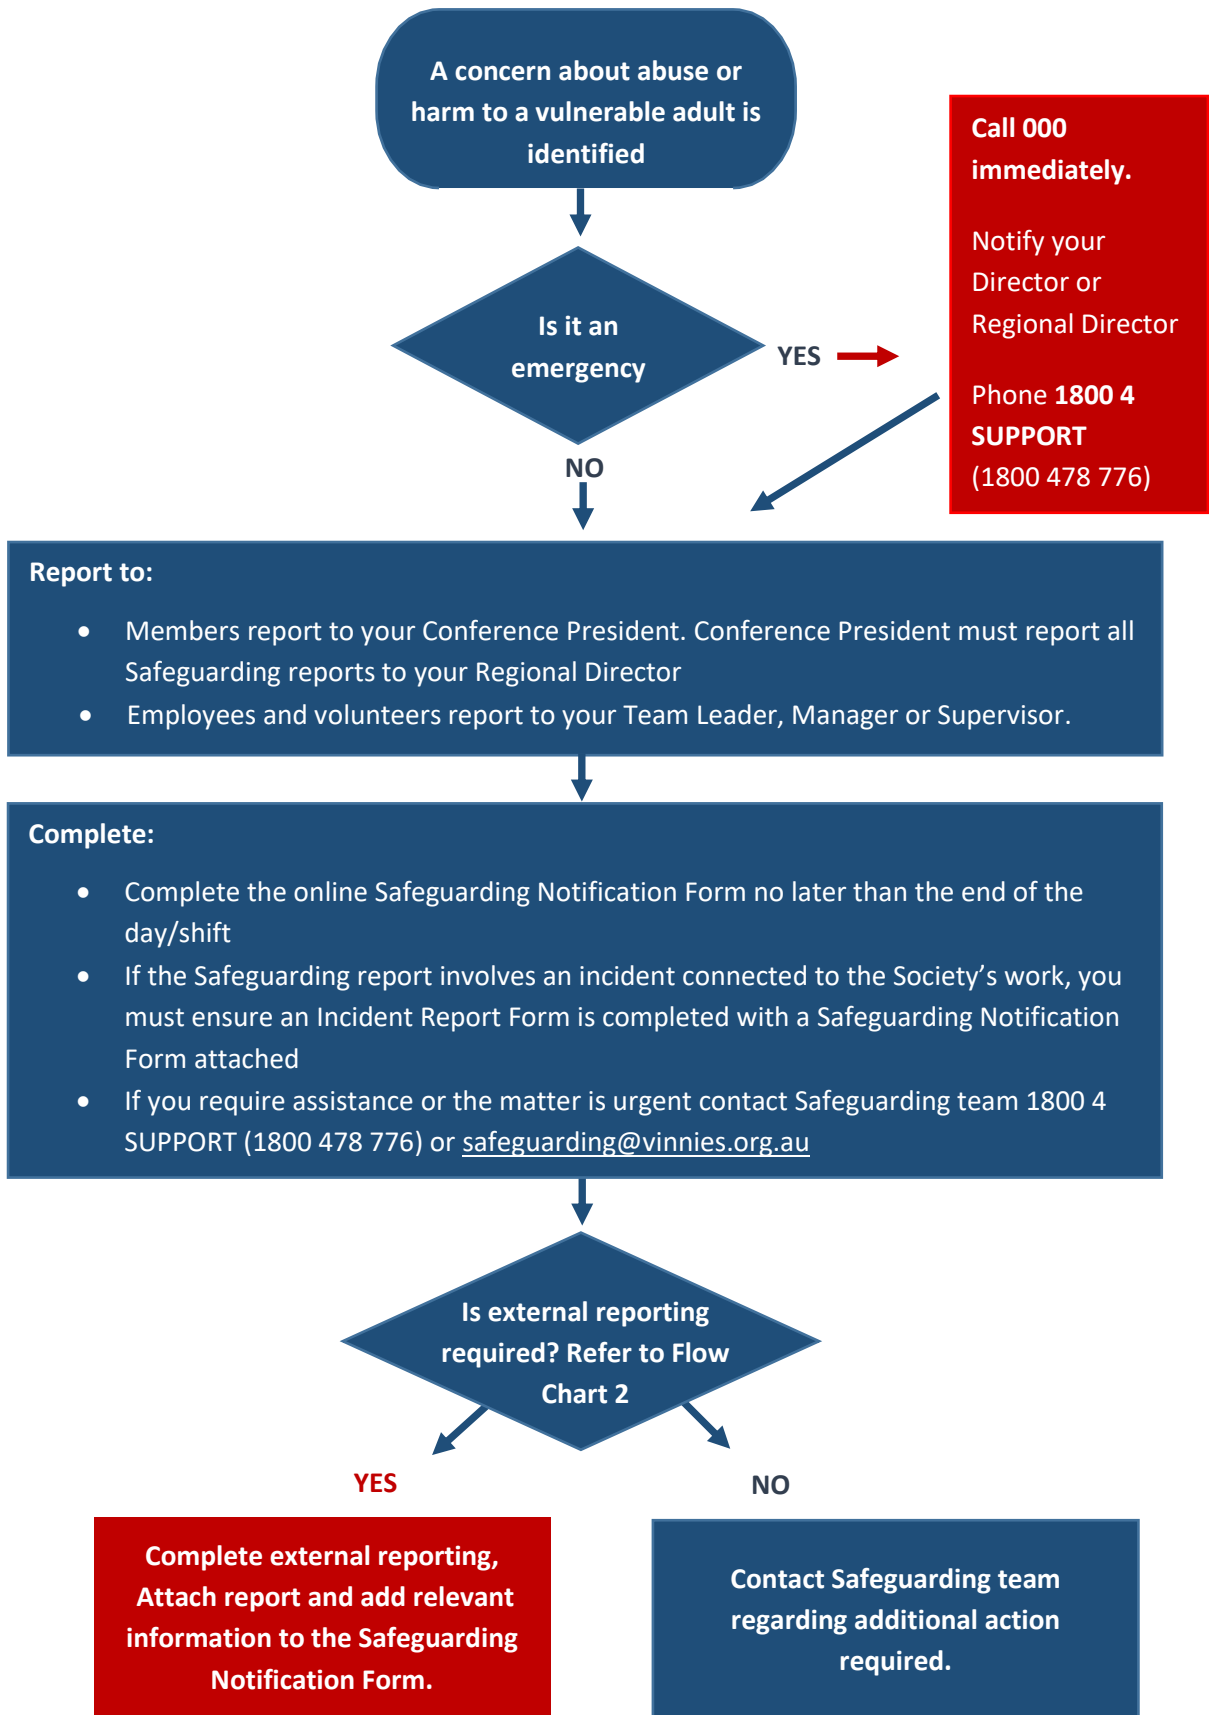 A concern about abuse or
harm to a vulnerable adult is
identified
Call 000
immediately.
Notify your
Director or
Regional Director
Phone 1800 4
SUPPORT
(1800 478 776)
Is it an
emergency
YES
NO
Report to:
• Members report to your Conference President. Conference President must report all
Safeguarding reports to your Regional Director
• Employees and volunteers report to your Team Leader, Manager or Supervisor.
Complete:
• Complete the online Safeguarding Notification Form no later than the end of the
day/shift
• If the Safeguarding report involves an incident connected to the Society’s work, you
must ensure an Incident Report Form is completed with a Safeguarding Notification
Form attached
• If you require assistance or the matter is urgent contact Safeguarding team 1800 4
SUPPORT (1800 478 776) or safeguarding@vinnies.org.au
Is external reporting
required? Refer to Flow
Chart 2
YES
NO
Complete external reporting,
Attach report and add relevant
information to the Safeguarding
Notification Form.
Contact Safeguarding team
regarding additional action
required.